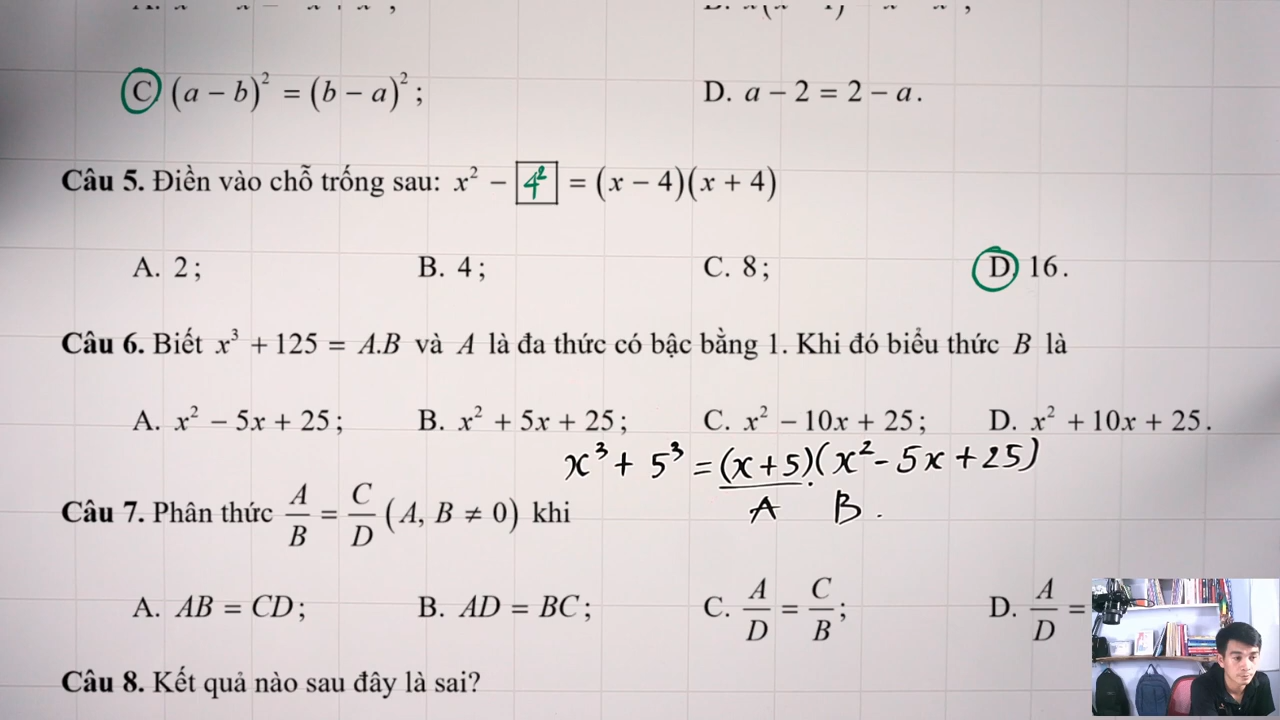 C (a − b)² = (b − a)²; D. a − 2 = 2 − a.
Câu 5. Điền vào chỗ trống sau: x² − 4² = (x − 4)(x + 4)
A. 2; B. 4; C. 8; D. 16.
Câu 6. Biết x³ + 125 = A.B và A là đa thức có bậc bằng 1. Khi đó biểu thức B là
A. x² − 5x + 25; B. x² + 5x + 25; C. x² − 10x + 25; D. x² + 10x + 25.
x³ + 5³ = (x + 5)(x² − 5x + 25)
A B.
Câu 7. Phân thức A/B = C/D (A, B ≠ 0) khi
A. AB = CD; B. AD = BC; C. A/D = C/B; D. A/D =
Câu 8. Kết quả nào sau đây là sai?